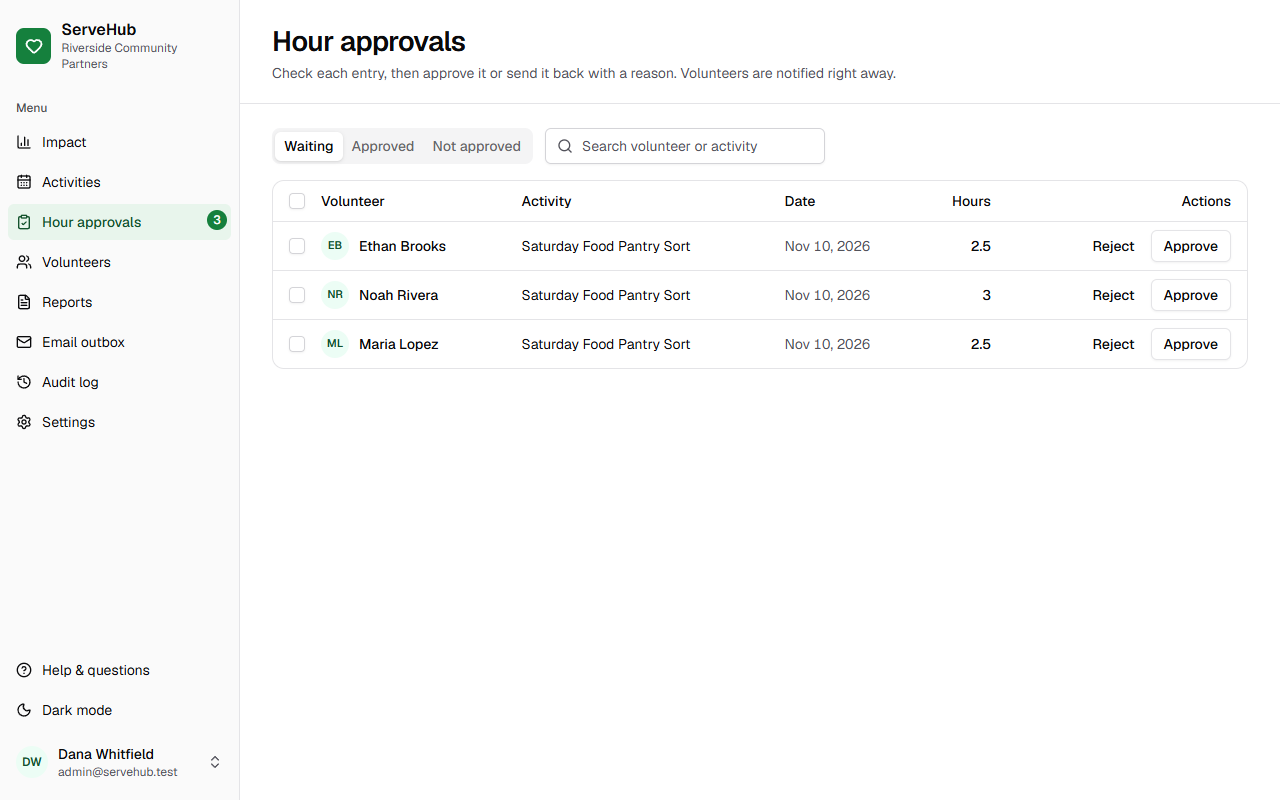 ServeHub
Riverside Community
Partners
Menu
Impact
Activities
Hour approvals 3
Volunteers
Reports
Email outbox
Audit log
Settings
Help & questions
Dark mode
DW Dana Whitfield
admin@servehub.test
Hour approvals
Check each entry, then approve it or send it back with a reason. Volunteers are notified right away.
Waiting Approved Not approved Search volunteer or activity
Volunteer Activity Date Hours Actions
EB Ethan Brooks Saturday Food Pantry Sort Nov 10, 2026 2.5 Reject Approve
NR Noah Rivera Saturday Food Pantry Sort Nov 10, 2026 3 Reject Approve
ML Maria Lopez Saturday Food Pantry Sort Nov 10, 2026 2.5 Reject Approve